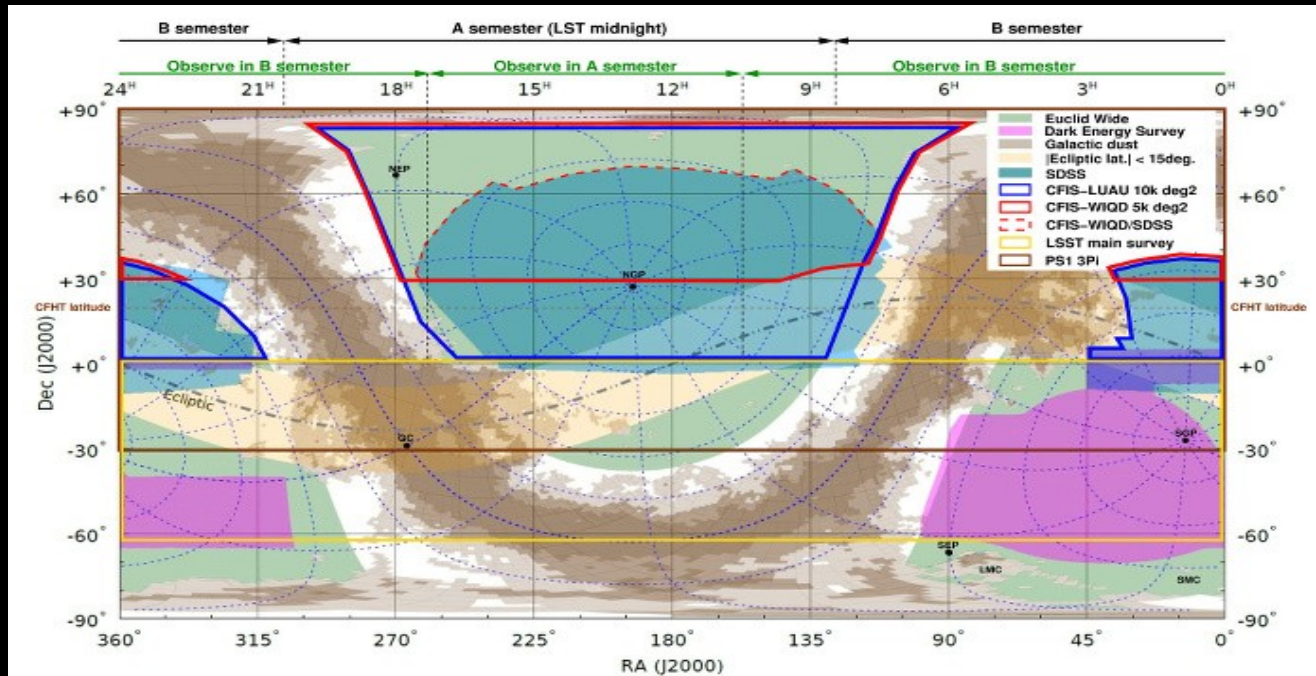 B semester A semester (LST midnight) B semester
Observe in B semester Observe in A semester Observe in B semester
24H 21H 18H 15H 12H 9H 6H 3H 0H
+90° +90°
Euclid Wide
Dark Energy Survey
Galactic dust
|Ecliptic lat.| < 15deg.
SDSS
CFIS-LUAU 10k deg2
CFIS-WIQD 5k deg2
CFIS-WIQD/SDSS
LSST main survey
PS1 3Pi
NEP
+60° +60°
+30° NGP +30°
CFHT latitude CFHT latitude
Dec (J2000)
+0° +0°
Ecliptic
GC SGP
-30° -30°
-60° -60°
SEP
LMC
SMC
-90° -90°
360° 315° 270° 225° 180° 135° 90° 45° 0°
RA (J2000)